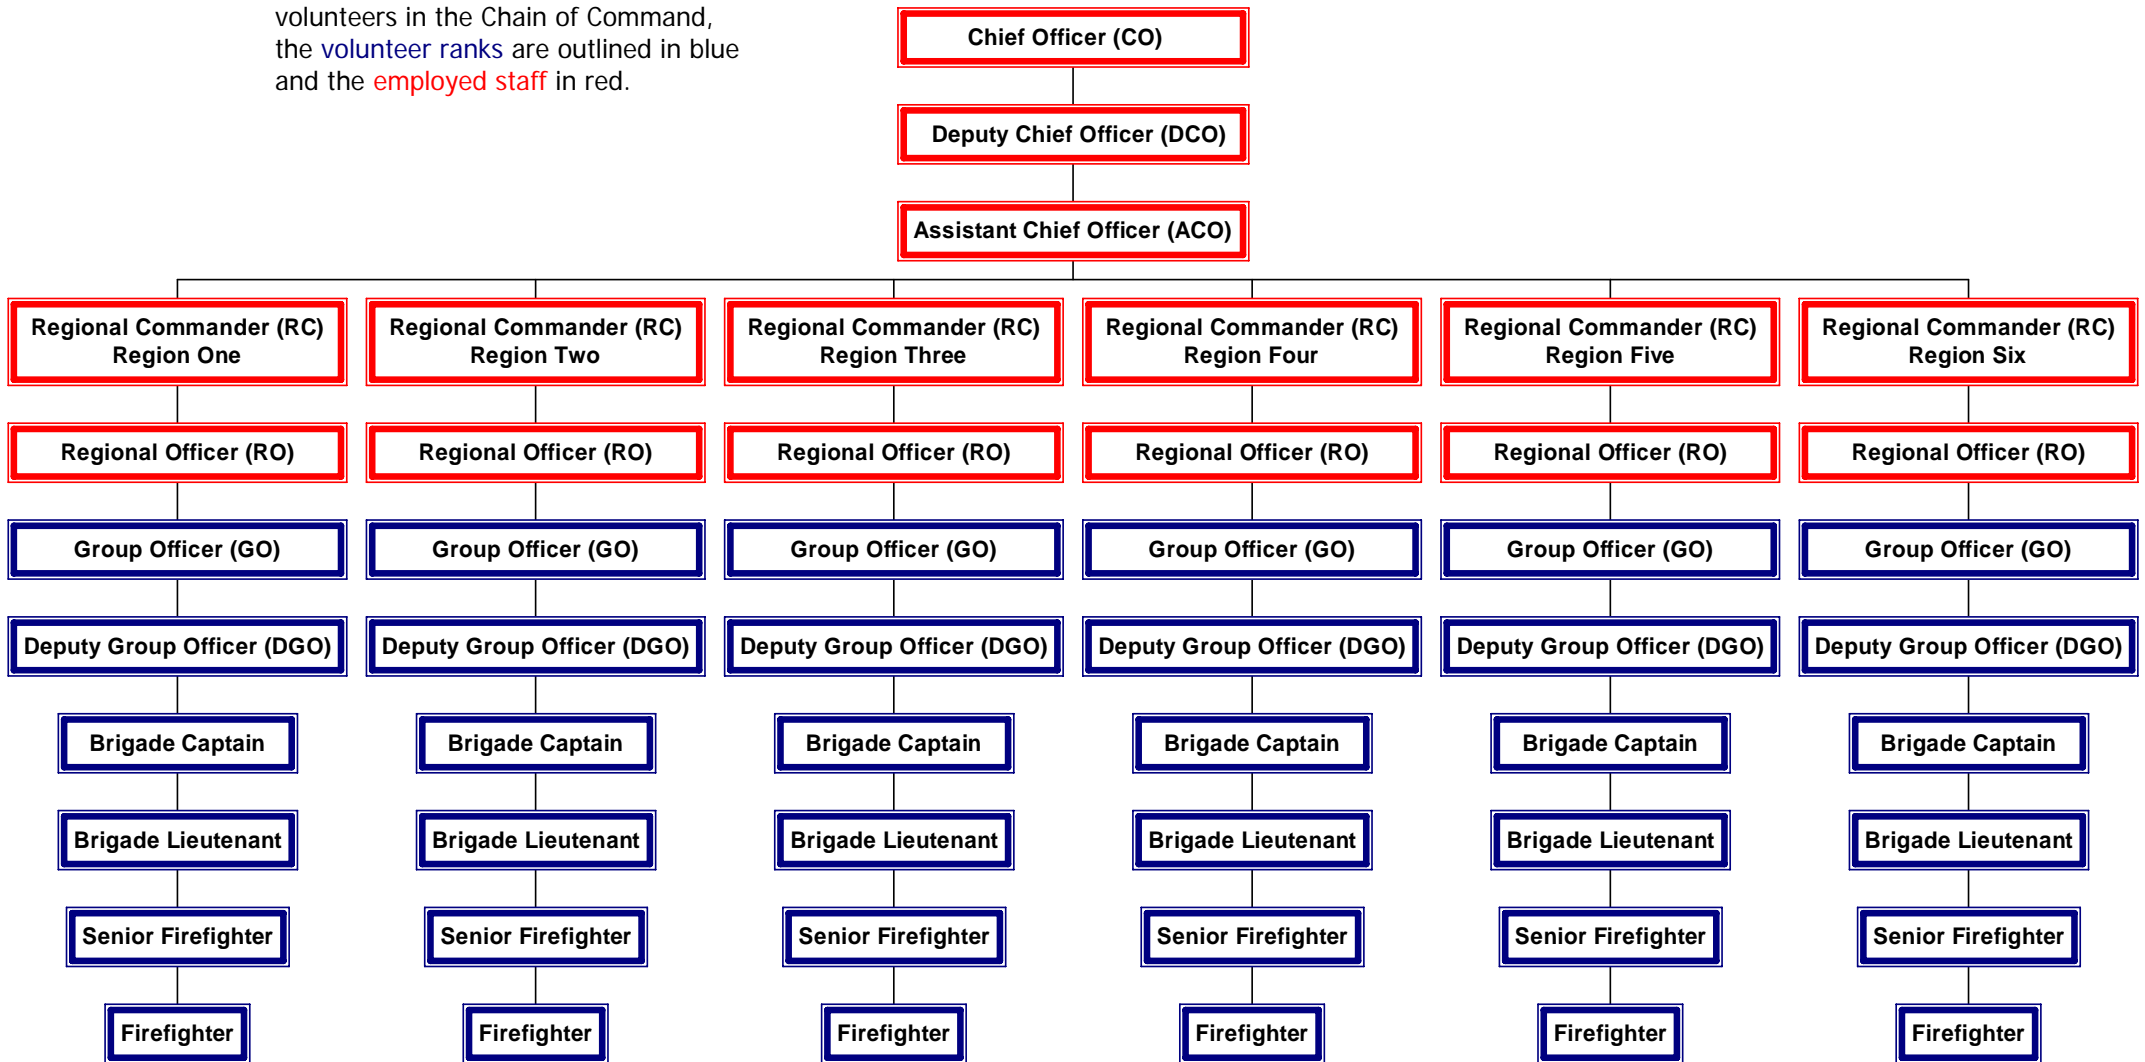 volunteers in the Chain of Command,
the volunteer ranks are outlined in blue
and the employed staff in red.
Chief Officer (CO)
Deputy Chief Officer (DCO)
Assistant Chief Officer (ACO)
Regional Commander (RC)
Region One
Regional Commander (RC)
Region Two
Regional Commander (RC)
Region Three
Regional Commander (RC)
Region Four
Regional Commander (RC)
Region Five
Regional Commander (RC)
Region Six
Regional Officer (RO)
Regional Officer (RO)
Regional Officer (RO)
Regional Officer (RO)
Regional Officer (RO)
Regional Officer (RO)
Group Officer (GO)
Group Officer (GO)
Group Officer (GO)
Group Officer (GO)
Group Officer (GO)
Group Officer (GO)
Deputy Group Officer (DGO)
Deputy Group Officer (DGO)
Deputy Group Officer (DGO)
Deputy Group Officer (DGO)
Deputy Group Officer (DGO)
Deputy Group Officer (DGO)
Brigade Captain
Brigade Captain
Brigade Captain
Brigade Captain
Brigade Captain
Brigade Captain
Brigade Lieutenant
Brigade Lieutenant
Brigade Lieutenant
Brigade Lieutenant
Brigade Lieutenant
Brigade Lieutenant
Senior Firefighter
Senior Firefighter
Senior Firefighter
Senior Firefighter
Senior Firefighter
Senior Firefighter
Firefighter
Firefighter
Firefighter
Firefighter
Firefighter
Firefighter